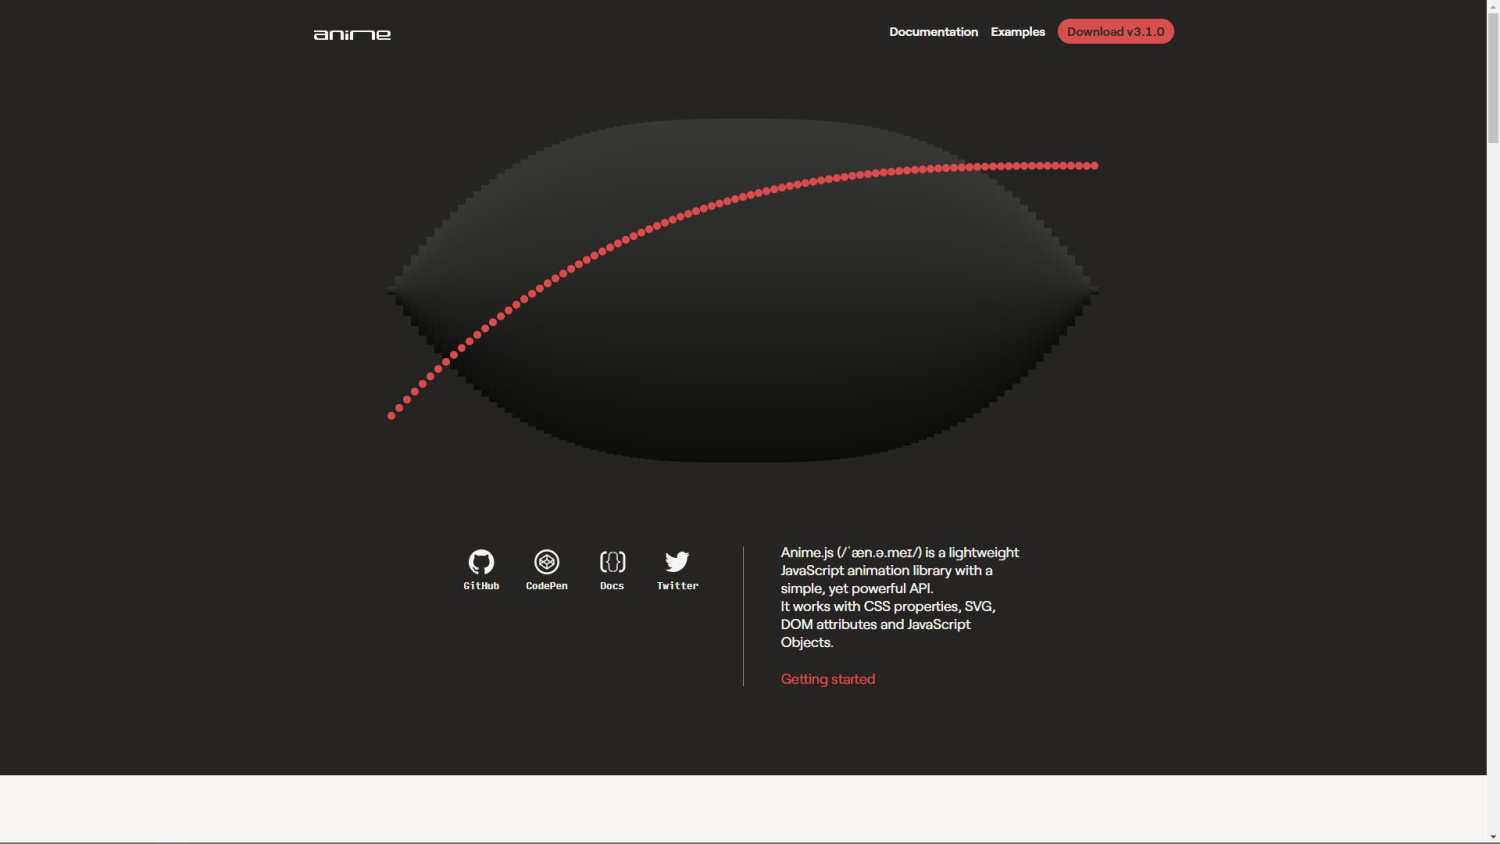 anime
Documentation Examples Download v3.1.0
GitHub CodePen Docs Twitter
Anime.js (/ˈæn.ə.meɪ/) is a lightweight
JavaScript animation library with a
simple, yet powerful API.
It works with CSS properties, SVG,
DOM attributes and JavaScript
Objects.
Getting started